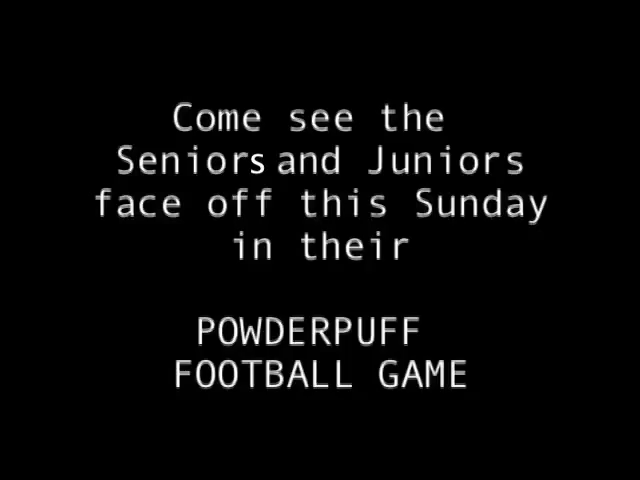 Come see the
Seniors and Juniors
face off this Sunday
in their
POWDERPUFF
FOOTBALL GAME